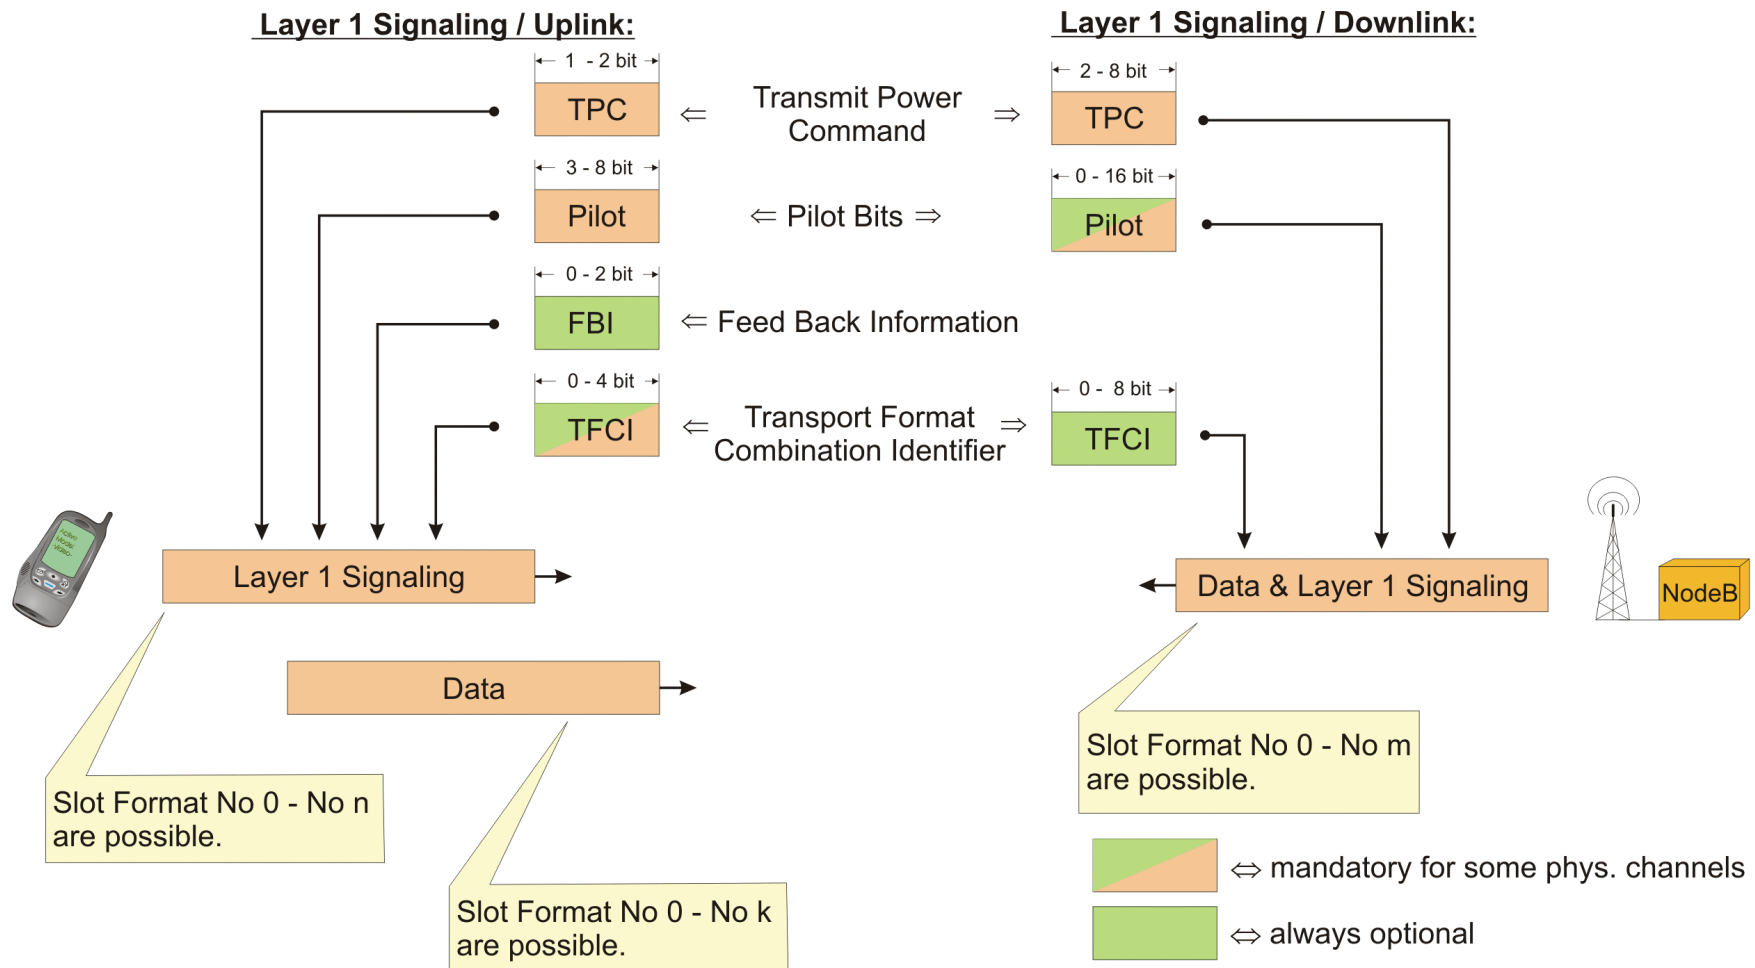 Layer 1 Signaling / Uplink:
Layer 1 Signaling / Downlink:
1 - 2 bit
TPC
Transmit Power
Command
2 - 8 bit
TPC
3 - 8 bit
Pilot
⇐ Pilot Bits ⇒
0 - 16 bit
Pilot
0 - 2 bit
FBI
⇐ Feed Back Information
0 - 4 bit
TFCI
Transport Format
Combination Identifier
0 - 8 bit
TFCI
Active
Mode:
-Video-
Layer 1 Signaling
Data & Layer 1 Signaling
NodeB
Data
Slot Format No 0 - No n
are possible.
Slot Format No 0 - No k
are possible.
Slot Format No 0 - No m
are possible.
⇔ mandatory for some phys. channels
⇔ always optional